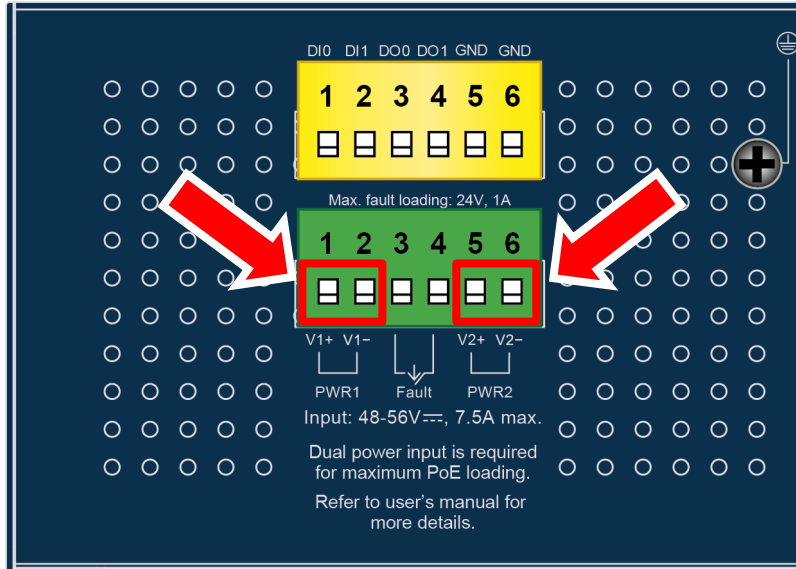 DI0 DI1 DO0 DO1 GND GND
1 2 3 4 5 6
Max. fault loading: 24V, 1A
1 2 3 4 5 6
V1+ V1− V2+ V2−
PWR1 Fault PWR2
Input: 48-56V⎓, 7.5A max.
Dual power input is required
for maximum PoE loading.
Refer to user's manual for
more details.